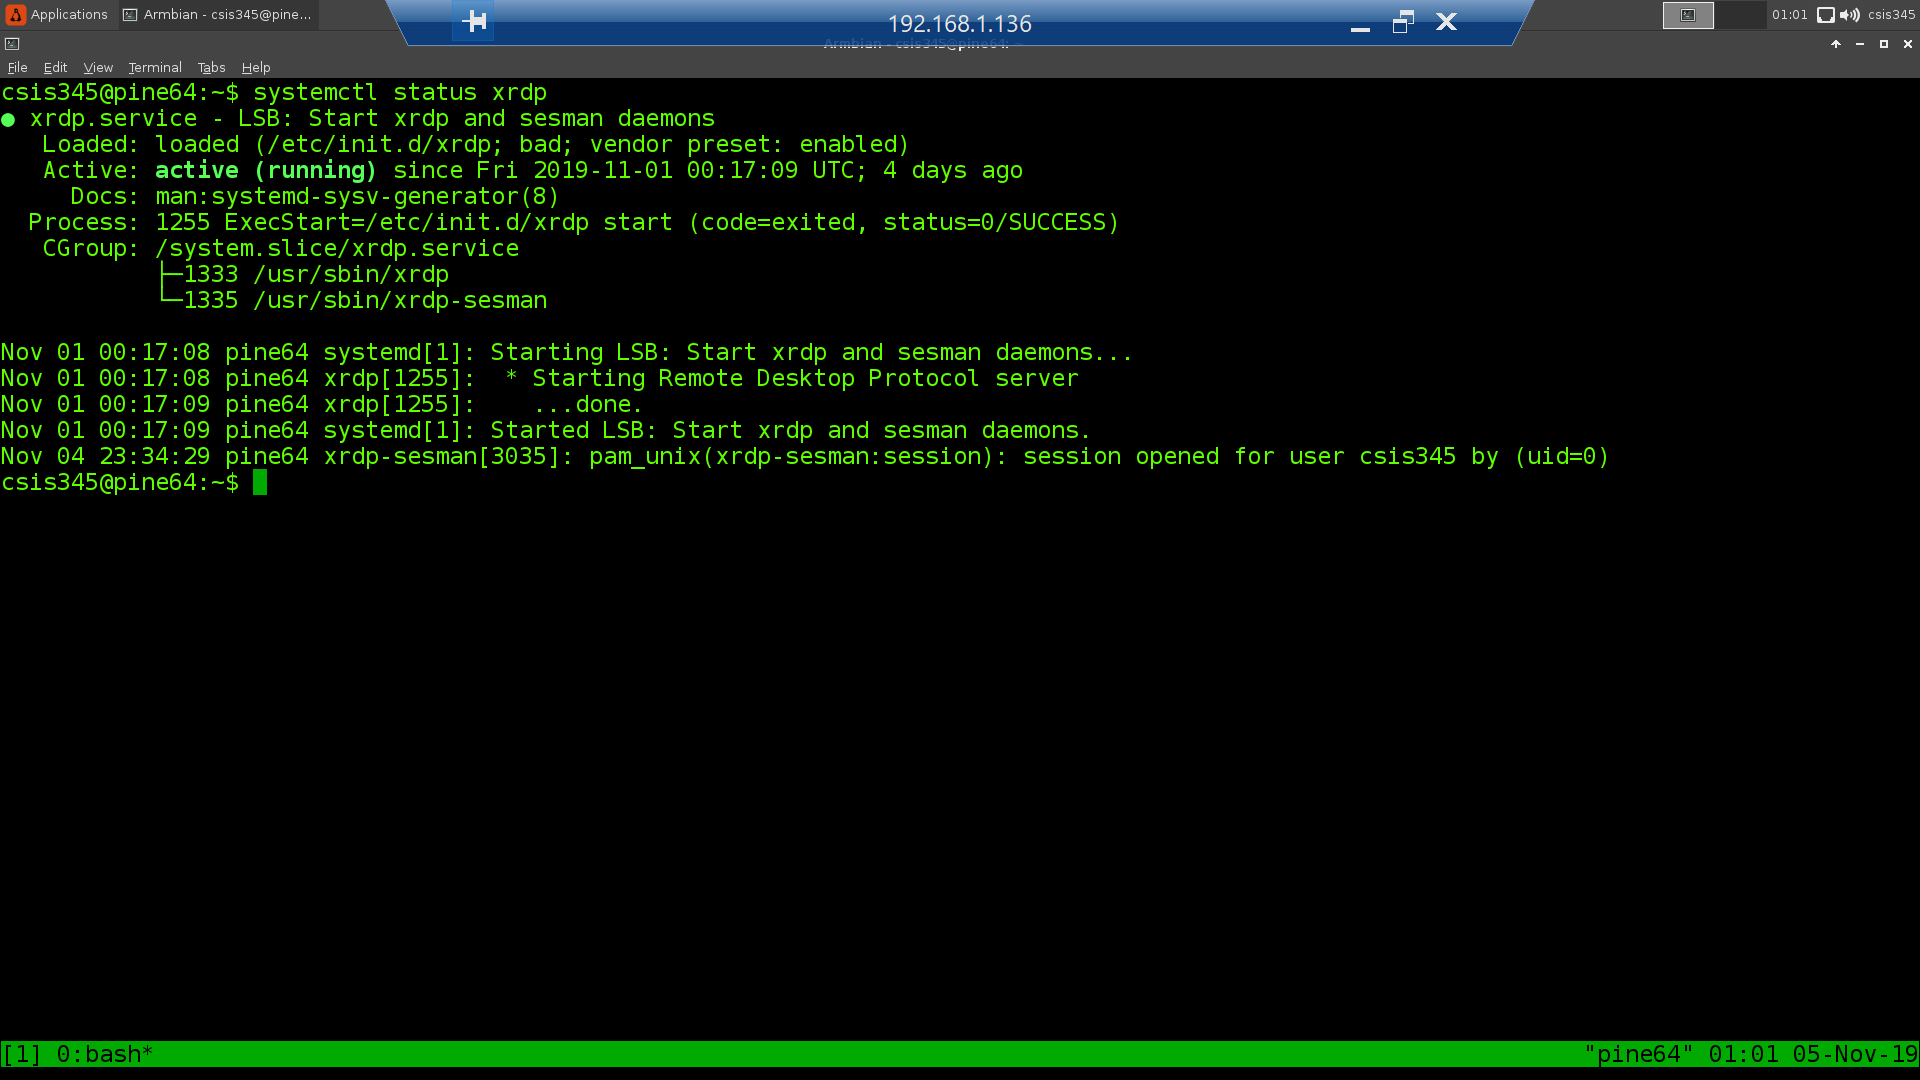 Applications Armbian - csis345@pine... 192.168.1.136 01:01 csis345
Armbian - csis345@pine64: ~
File Edit View Terminal Tabs Help
csis345@pine64:~$ systemctl status xrdp
● xrdp.service - LSB: Start xrdp and sesman daemons
   Loaded: loaded (/etc/init.d/xrdp; bad; vendor preset: enabled)
   Active: active (running) since Fri 2019-11-01 00:17:09 UTC; 4 days ago
     Docs: man:systemd-sysv-generator(8)
  Process: 1255 ExecStart=/etc/init.d/xrdp start (code=exited, status=0/SUCCESS)
   CGroup: /system.slice/xrdp.service
           ├─1333 /usr/sbin/xrdp
           └─1335 /usr/sbin/xrdp-sesman
Nov 01 00:17:08 pine64 systemd[1]: Starting LSB: Start xrdp and sesman daemons...
Nov 01 00:17:08 pine64 xrdp[1255]:  * Starting Remote Desktop Protocol server
Nov 01 00:17:09 pine64 xrdp[1255]:    ...done.
Nov 01 00:17:09 pine64 systemd[1]: Started LSB: Start xrdp and sesman daemons.
Nov 04 23:34:29 pine64 xrdp-sesman[3035]: pam_unix(xrdp-sesman:session): session opened for user csis345 by (uid=0)
csis345@pine64:~$
[1] 0:bash* "pine64" 01:01 05-Nov-19